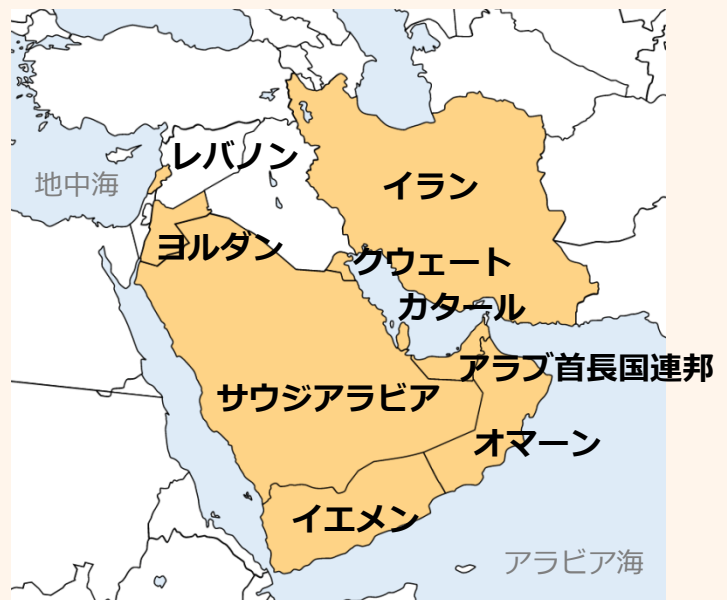 レバノン
地中海
イラン
ヨルダン
クウェート
カタール
アラブ首長国連邦
サウジアラビア
オマーン
イエメン
アラビア海